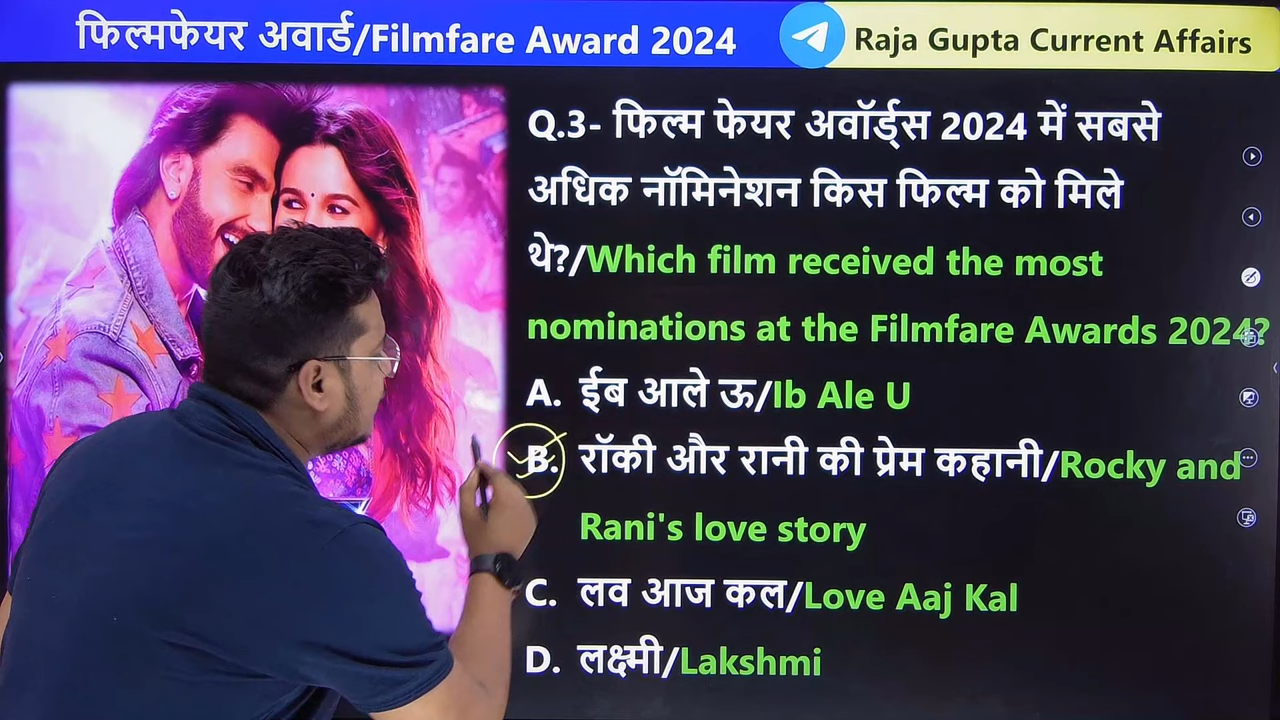 फिल्मफेयर अवार्ड/Filmfare Award 2024
Raja Gupta Current Affairs
Q.3- फिल्म फेयर अवॉर्ड्स 2024 में सबसे
अधिक नॉमिनेशन किस फिल्म को मिले
थे?/Which film received the most
nominations at the Filmfare Awards 2024?
A. ईब आले ऊ/Ib Ale U
B. रॉकी और रानी की प्रेम कहानी/Rocky and
Rani's love story
C. लव आज कल/Love Aaj Kal
D. लक्ष्मी/Lakshmi